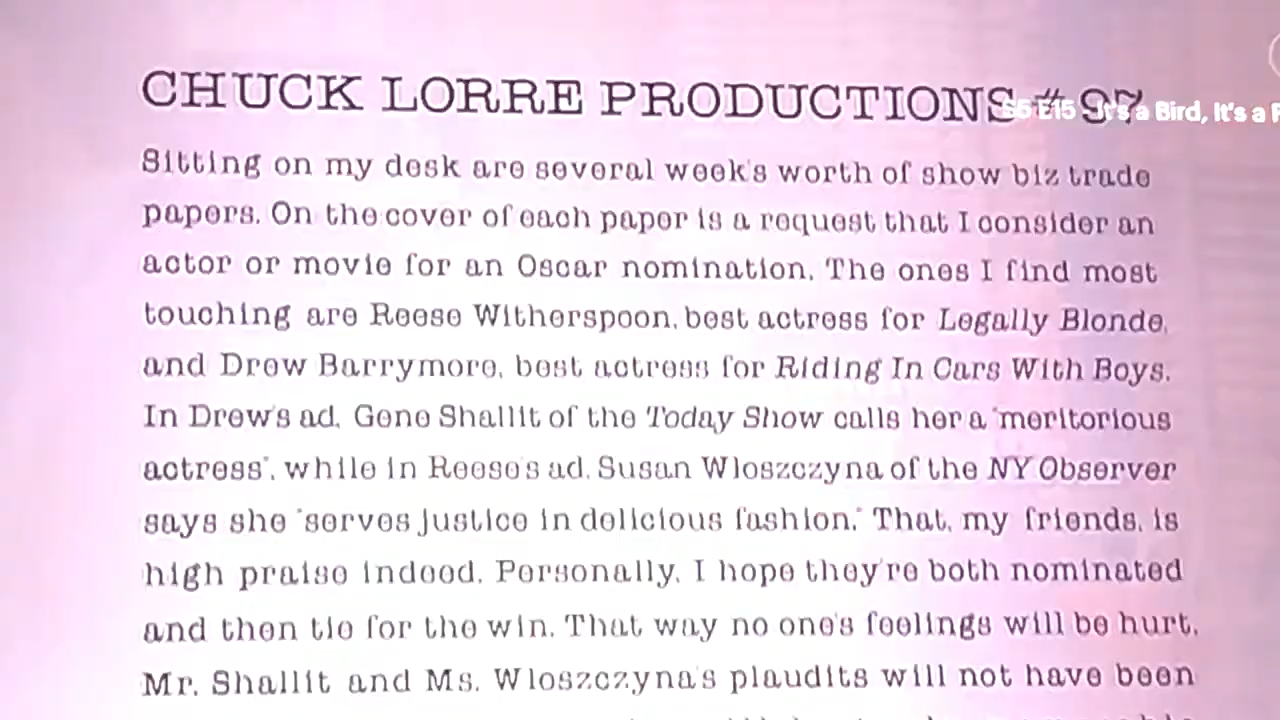 CHUCK LORRE PRODUCTIONS # 97
S5 E15 It's a Bird, It's a
Sitting on my desk are several week's worth of show biz trade
papers. On the cover of each paper is a request that I consider an
actor or movie for an Oscar nomination. The ones I find most
touching are Reese Witherspoon, best actress for Legally Blonde,
and Drew Barrymore, best actress for Riding In Cars With Boys.
In Drew's ad, Gene Shallit of the Today Show calls her a "meritorious
actress", while in Reese's ad, Susan Wloszczyna of the NY Observer
says she "serves justice in delicious fashion." That, my friends, is
high praise indeed. Personally, I hope they're both nominated
and then tie for the win. That way no one's feelings will be hurt,
Mr. Shallit and Ms. Wloszczyna's plaudits will not have been